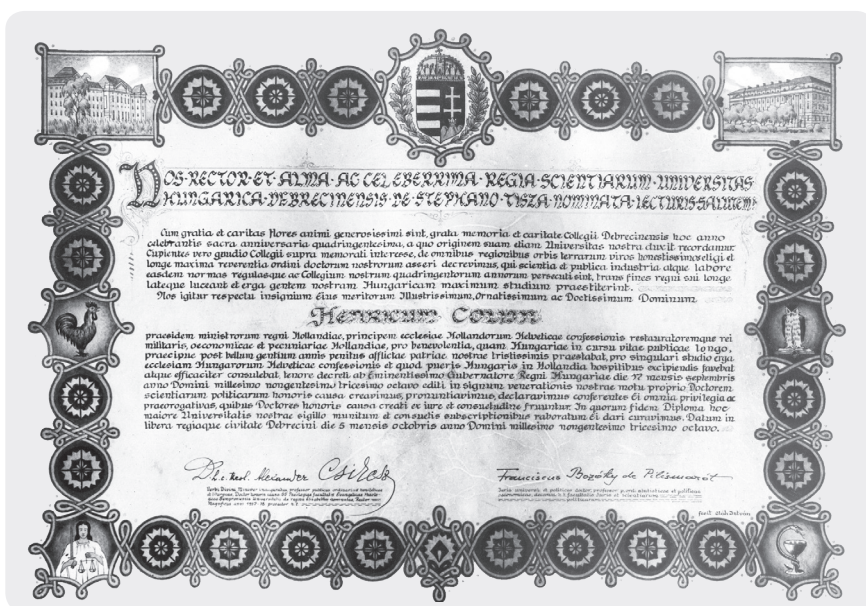 NOS·RECTOR·ET·ALMA·AC·CELEBERRIMA·REGIA·SCIENTIARUM·UNIVERSITAS
HUNGARICA·DEBRECINENSIS·DE·STEPHANO·TISZA·NOMINATA·LECTURIS·SALUTEM!
Cum gratia et caritas flores animi generosissimi sint, grata memoria et caritate Collegii Debrecinensis hoc anno
celebrantis sacra anniversaria quadringentesima, a quo originem suam etiam Universitas nostra duxit recordamur.
Cupientes vero gaudio Collegii supra memorati interesse, de omnibus regionibus orbis terrarum viros honestissimos eligi et
longe maxima reverentia ordini doctorum nostrorum asseri decrevimus, qui scientia et publica industria atque labore
easdem normas regulasque ac Collegium nostrum quadringentorum annorum persecuti sint, trans fines regni sui longe
lateque luceant et erga gentem nostram Hungaricam maximum studium praestiterint.
Nos igitur respectu insignium Eius meritorum Illustrissimum, Ornatissimum ac Doctissimum Dominum
Henricum Colijn
praesidem ministrorum regni Hollandiae, principem ecclesiae Hollandorum Helveticae confessionis restauratoremque rei
militaris, oeconomicae et pecuniariae Hollandiae, pro benevolentia, quam Hungariae in cursu vitae publicae longo,
praecipue post bellum gentium annis penitus afflictae patriae nostrae tristissimis praestabat, pro singulari studio erga
ecclesiam Hungarorum Helveticae confessionis et quod pueris Hungaris in Hollandia hospitibus excipiendis favebat
atque efficaciter consulebat, tenore decreti ab Eminentissimo Gubernatore Regni Hungariae die 17 mensis septembris
anno Domini millesimo nongentesimo tricesimo octavo editi in signum venerationis nostrae motu proprio Doctorem
scientiarum politicarum honoris causa creavimus, pronuntiavimus, declaravimus conferentes Ei omnia privilegia ac
praerogativas, quibus Doctores honoris causa creati ex iure et consuetudine fruuntur. In quorum fidem Diploma hoc
maiore Universitatis nostrae sigillo munitum et consuetis subscriptionibus roboratum Ei dari curavimus. Datum in
libera regiaque civitate Debrecini die 5 mensis octobris anno Domini millesimo nongentesimo tricesimo octavo.
Csikesz
Franciscus Bozóky de Pilismarót